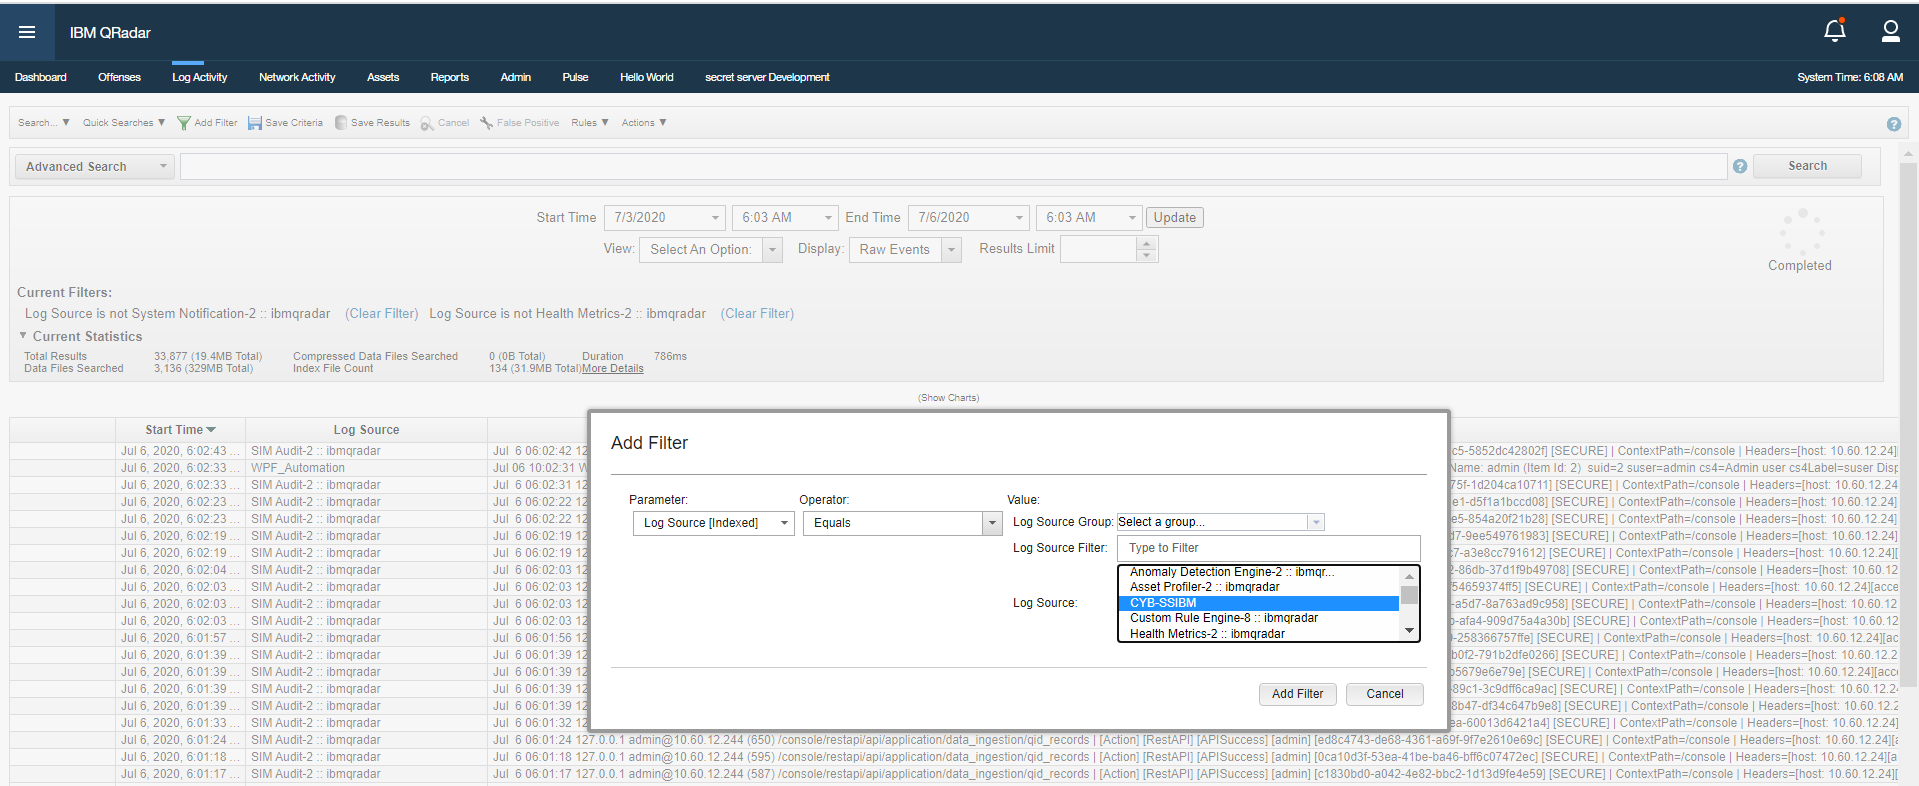 IBM QRadar
Dashboard Offenses Log Activity Network Activity Assets Reports Admin Pulse Hello World secret server Development System Time: 6:08 AM
Search... Quick Searches Add Filter Save Criteria Save Results Cancel False Positive Rules Actions
Advanced Search Search
Start Time 7/3/2020 6:03 AM End Time 7/6/2020 6:03 AM Update
View: Select An Option: Display: Raw Events Results Limit
Completed
Current Filters:
Log Source is not System Notification-2 :: ibmqradar (Clear Filter) Log Source is not Health Metrics-2 :: ibmqradar (Clear Filter)
Current Statistics
Total Results 33,877 (19.4MB Total) Compressed Data Files Searched 0 (0B Total) Duration 786ms
Data Files Searched 3,136 (329MB Total) Index File Count 134 (31.9MB Total) More Details
(Show Charts)
Start Time Log Source
Jul 6, 2020, 6:02:43 ... SIM Audit-2 :: ibmqradar Jul 6 06:02:42 12 c5-5852dc42802f] [SECURE] | ContextPath=/console | Headers=[host: 10.60.12.24]
Jul 6, 2020, 6:02:33 ... WPF_Automation Jul 06 10:02:31 W Name: admin (Item Id: 2) suid=2 suser=admin cs4=Admin user cs4Label=suser Disp
Jul 6, 2020, 6:02:33 ... SIM Audit-2 :: ibmqradar Jul 6 06:02:31 12 75f-1d204ca10711] [SECURE] | ContextPath=/console | Headers=[host: 10.60.12.24
Jul 6, 2020, 6:02:23 ... SIM Audit-2 :: ibmqradar Jul 6 06:02:22 12 e1-d5f1a1bccd08] [SECURE] | ContextPath=/console | Headers=[host: 10.60.12.24]
Jul 6, 2020, 6:02:23 ... SIM Audit-2 :: ibmqradar Jul 6 06:02:22 12 e5-854a20f21b28] [SECURE] | ContextPath=/console | Headers=[host: 10.60.12.24]
Jul 6, 2020, 6:02:19 ... SIM Audit-2 :: ibmqradar Jul 6 06:02:19 12 d7-9ee549761983] [SECURE] | ContextPath=/console | Headers=[host: 10.60.12.24]
Jul 6, 2020, 6:02:19 ... SIM Audit-2 :: ibmqradar Jul 6 06:02:19 12 c7-a3e8cc791612] [SECURE] | ContextPath=/console | Headers=[host: 10.60.12.24]
Jul 6, 2020, 6:02:04 ... SIM Audit-2 :: ibmqradar Jul 6 06:02:03 12 2-86db-37d1f9b49708] [SECURE] | ContextPath=/console | Headers=[host: 10.60.12.24]
Jul 6, 2020, 6:02:03 ... SIM Audit-2 :: ibmqradar Jul 6 06:02:03 12 f54659374ff5] [SECURE] | ContextPath=/console | Headers=[host: 10.60.12.24][acce
Jul 6, 2020, 6:02:03 ... SIM Audit-2 :: ibmqradar Jul 6 06:02:03 12 -a5d7-8a763ad9c958] [SECURE] | ContextPath=/console | Headers=[host: 10.60.12.24]
Jul 6, 2020, 6:02:03 ... SIM Audit-2 :: ibmqradar Jul 6 06:02:03 12 b-afa4-909d75a4a30b] [SECURE] | ContextPath=/console | Headers=[host: 10.60.12.24]
Jul 6, 2020, 6:01:57 ... SIM Audit-2 :: ibmqradar Jul 6 06:01:56 12 0-258366757ffe] [SECURE] | ContextPath=/console | Headers=[host: 10.60.12.24][ac
Jul 6, 2020, 6:01:39 ... SIM Audit-2 :: ibmqradar Jul 6 06:01:39 12 b0f2-791b2dfe0266] [SECURE] | ContextPath=/console | Headers=[host: 10.60.12.24][a
Jul 6, 2020, 6:01:39 ... SIM Audit-2 :: ibmqradar Jul 6 06:01:39 12 b5679e6e79e] [SECURE] | ContextPath=/console | Headers=[host: 10.60.12.24][acce
Jul 6, 2020, 6:01:39 ... SIM Audit-2 :: ibmqradar Jul 6 06:01:39 12 -89c1-3c9dff6ca9ac] [SECURE] | ContextPath=/console | Headers=[host: 10.60.12.24
Jul 6, 2020, 6:01:39 ... SIM Audit-2 :: ibmqradar Jul 6 06:01:39 12 8b47-df34c647b9e8] [SECURE] | ContextPath=/console | Headers=[host: 10.60.12.2
Jul 6, 2020, 6:01:33 ... SIM Audit-2 :: ibmqradar Jul 6 06:01:32 12 ea-60013d6421a4] [SECURE] | ContextPath=/console | Headers=[host: 10.60.12.24]
Jul 6, 2020, 6:01:24 ... SIM Audit-2 :: ibmqradar Jul 6 06:01:24 127.0.0.1 admin@10.60.12.244 (650) /console/restapi/api/application/data_ingestion/qid_records | [Action] [RestAPI] [APISuccess] [admin] [ed8c4743-de68-4361-a69f-9f7e2610e69c] [SECURE] | ContextPath=/console | Headers=[host: 10.60.12.24][a
Jul 6, 2020, 6:01:18 ... SIM Audit-2 :: ibmqradar Jul 6 06:01:18 127.0.0.1 admin@10.60.12.244 (595) /console/restapi/api/application/data_ingestion/qid_records | [Action] [RestAPI] [APISuccess] [admin] [0ca10d3f-53ea-41be-ba46-bff6c07472ec] [SECURE] | ContextPath=/console | Headers=[host: 10.60.12.24][a
Jul 6, 2020, 6:01:17 ... SIM Audit-2 :: ibmqradar Jul 6 06:01:17 127.0.0.1 admin@10.60.12.244 (587) /console/restapi/api/application/data_ingestion/qid_records | [Action] [RestAPI] [APISuccess] [admin] [c1830bd0-a042-4e82-bbc2-1d13d9fe4e59] [SECURE] | ContextPath=/console | Headers=[host: 10.60.12.24][
Add Filter
Parameter: Operator: Value:
Log Source [Indexed] Equals Log Source Group: Select a group...
Log Source Filter: Type to Filter
Anomaly Detection Engine-2 :: ibmqr...
Asset Profiler-2 :: ibmqradar
Log Source: CYB-SSIBM
Custom Rule Engine-8 :: ibmqradar
Health Metrics-2 :: ibmqradar
Add Filter Cancel